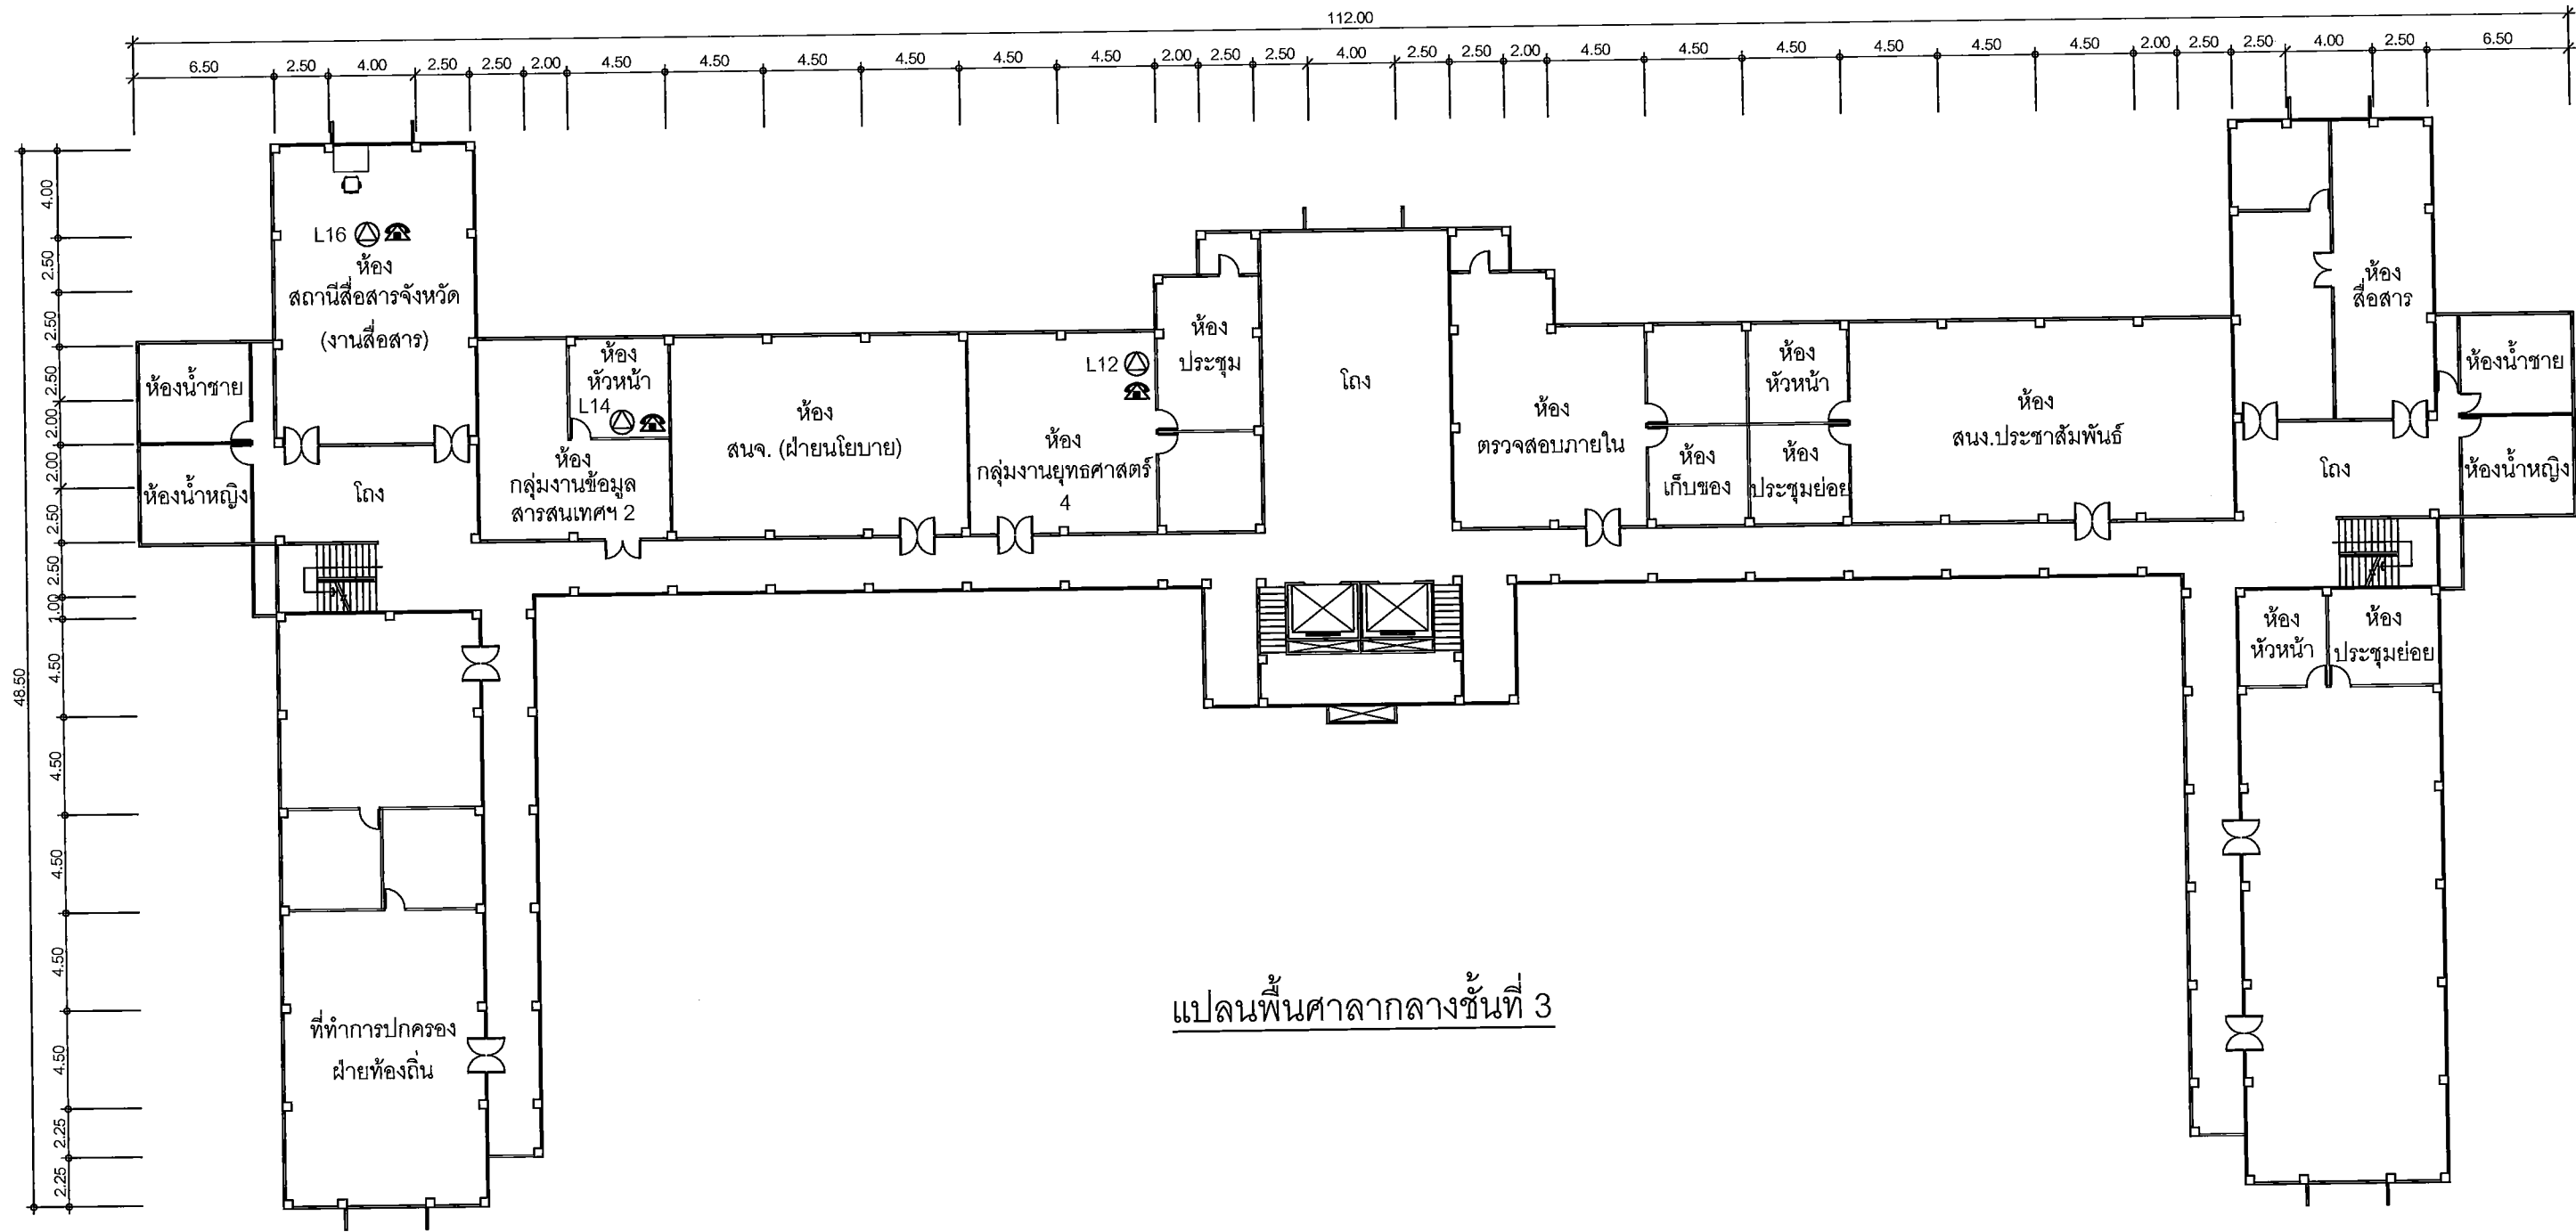 112.00
6.50 2.50 4.00 2.50 2.50 2.00 4.50 4.50 4.50 4.50 4.50 4.50 2.00 2.50 2.50 4.00 2.50 2.50 2.00 4.50 4.50 4.50 4.50 4.50 4.50 2.00 2.50 2.50 4.00 2.50 6.50
48.50
4.00
2.50
2.50
2.50
2.00
2.00
2.50
2.50
1.00
4.50
4.50
4.50
4.50
4.50
2.25
2.25
L16
ห้อง
สถานีสื่อสารจังหวัด
(งานสื่อสาร)
ห้องน้ำชาย
ห้องน้ำหญิง
โถง
ห้อง
หัวหน้า
L14
ห้อง
กลุ่มงานข้อมูล
สารสนเทศฯ 2
ห้อง
สนจ. (ฝ่ายนโยบาย)
L12
ห้อง
กลุ่มงานยุทธศาสตร์
4
ห้อง
ประชุม
โถง
ห้อง
ตรวจสอบภายใน
ห้อง
เก็บของ
ห้อง
หัวหน้า
ห้อง
ประชุมย่อย
ห้อง
สนง.ประชาสัมพันธ์
ห้อง
สื่อสาร
ห้องน้ำชาย
ห้องน้ำหญิง
โถง
ห้อง
หัวหน้า
ห้อง
ประชุมย่อย
ที่ทำการปกครอง
ฝ่ายท้องถิ่น
แปลนพื้นศาลากลางชั้นที่ 3